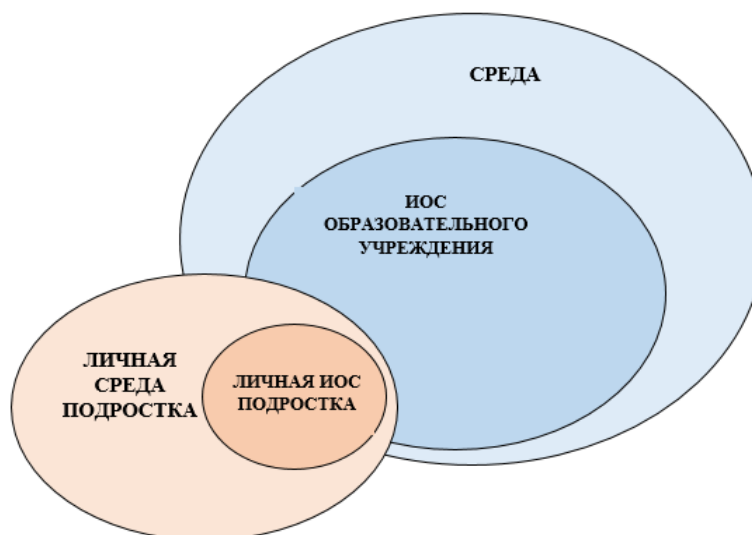 СРЕДА
ИОС
ОБРАЗОВАТЕЛЬНОГО
УЧРЕЖДЕНИЯ
ЛИЧНАЯ
СРЕДА
ПОДРОСТКА
ЛИЧНАЯ ИОС
ПОДРОСТКА